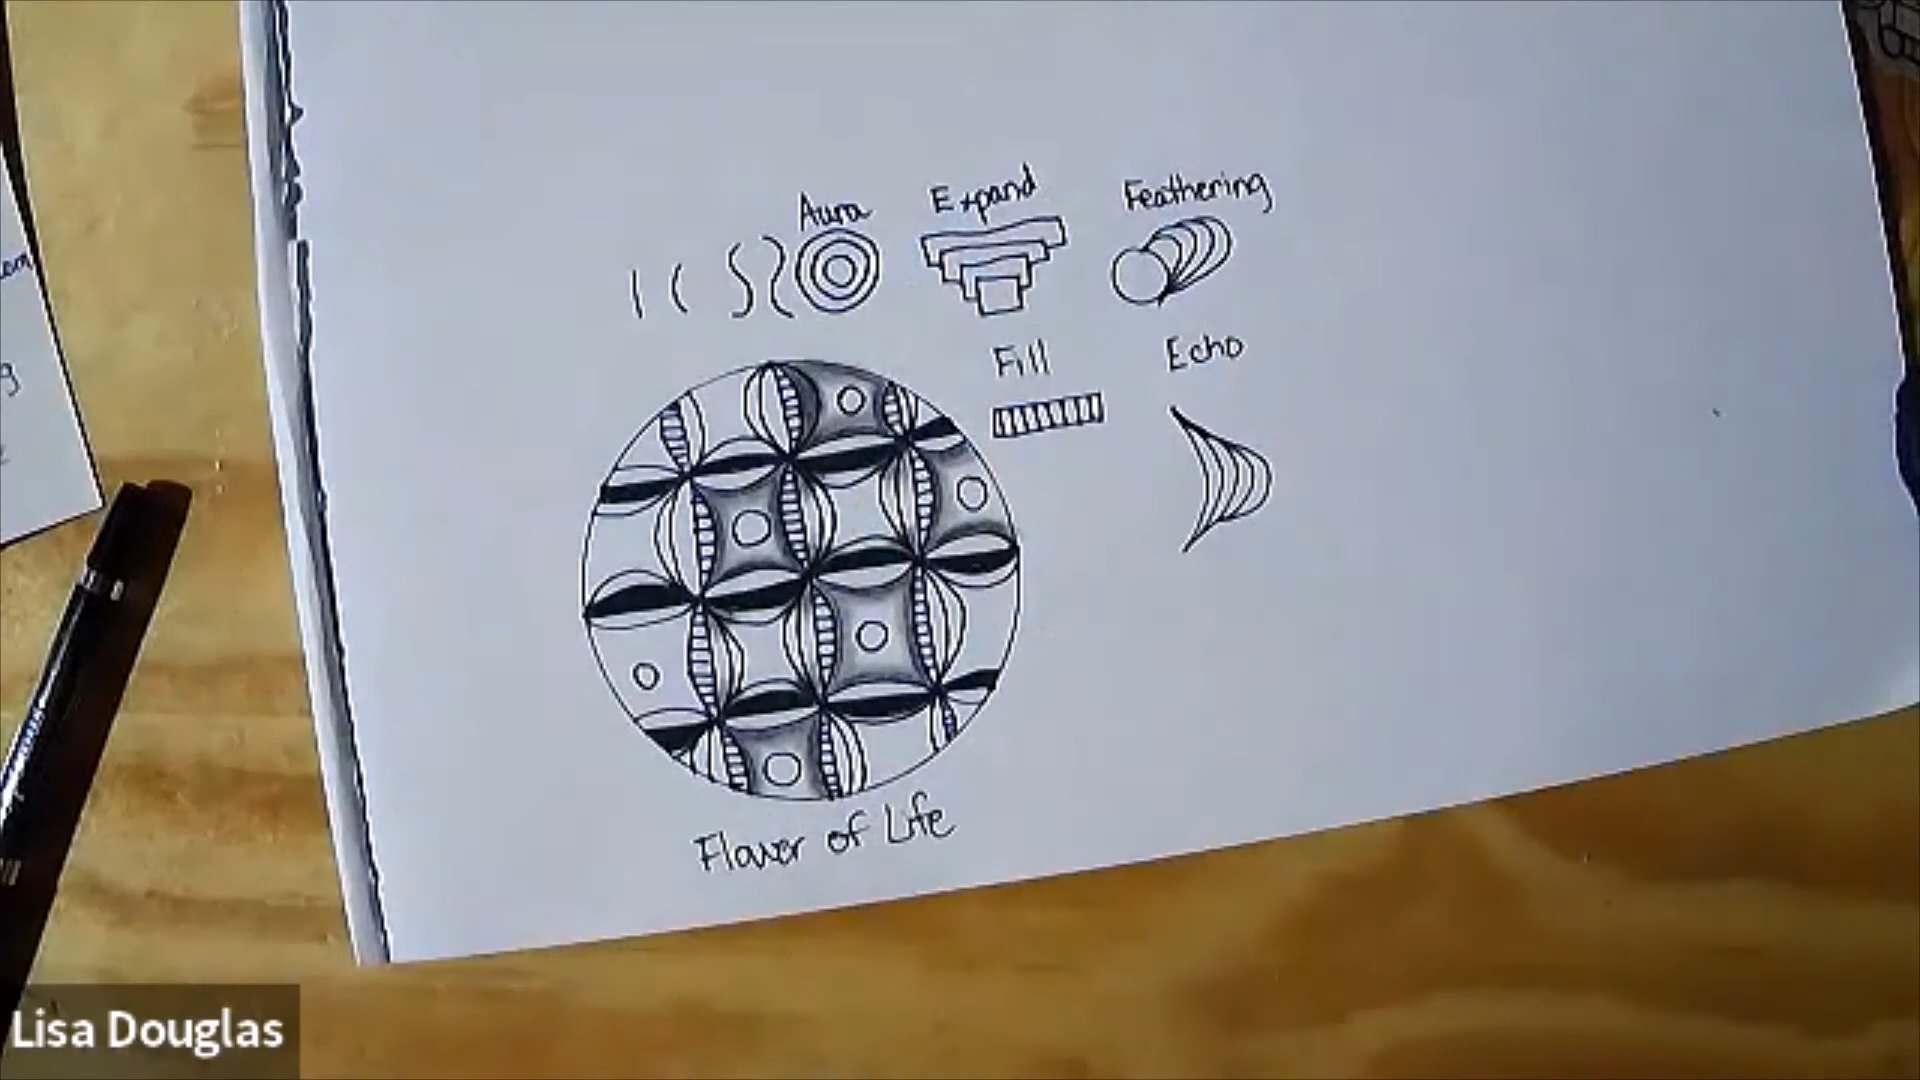 Aura
Expand
Feathering
Fill
Echo
Flower of Life
g
Lisa Douglas